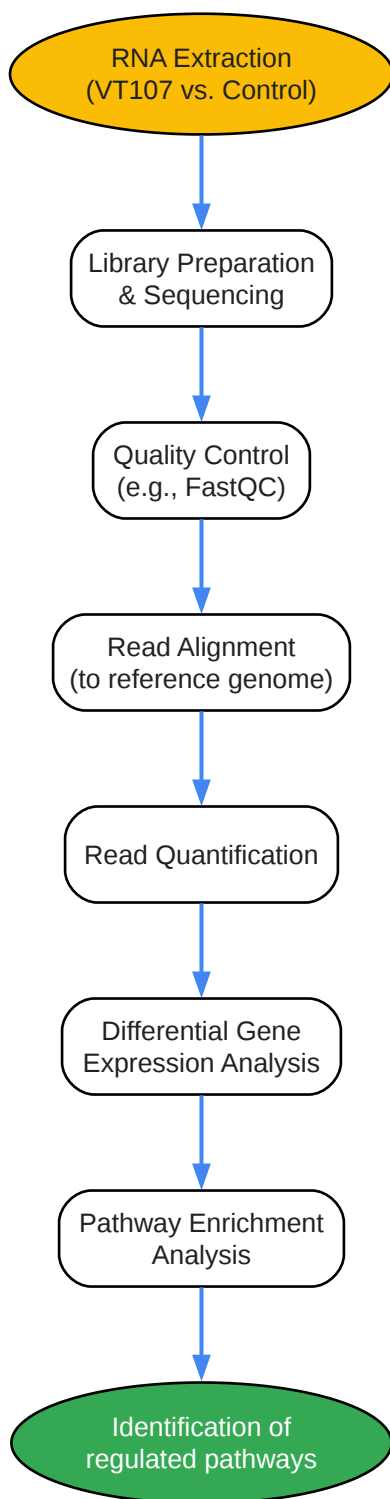 RNA Extraction
(VT107 vs. Control)
Library Preparation
& Sequencing
Quality Control
(e.g., FastQC)
Read Alignment
(to reference genome)
Read Quantification
Differential Gene
Expression Analysis
Pathway Enrichment
Analysis
Identification of
regulated pathways